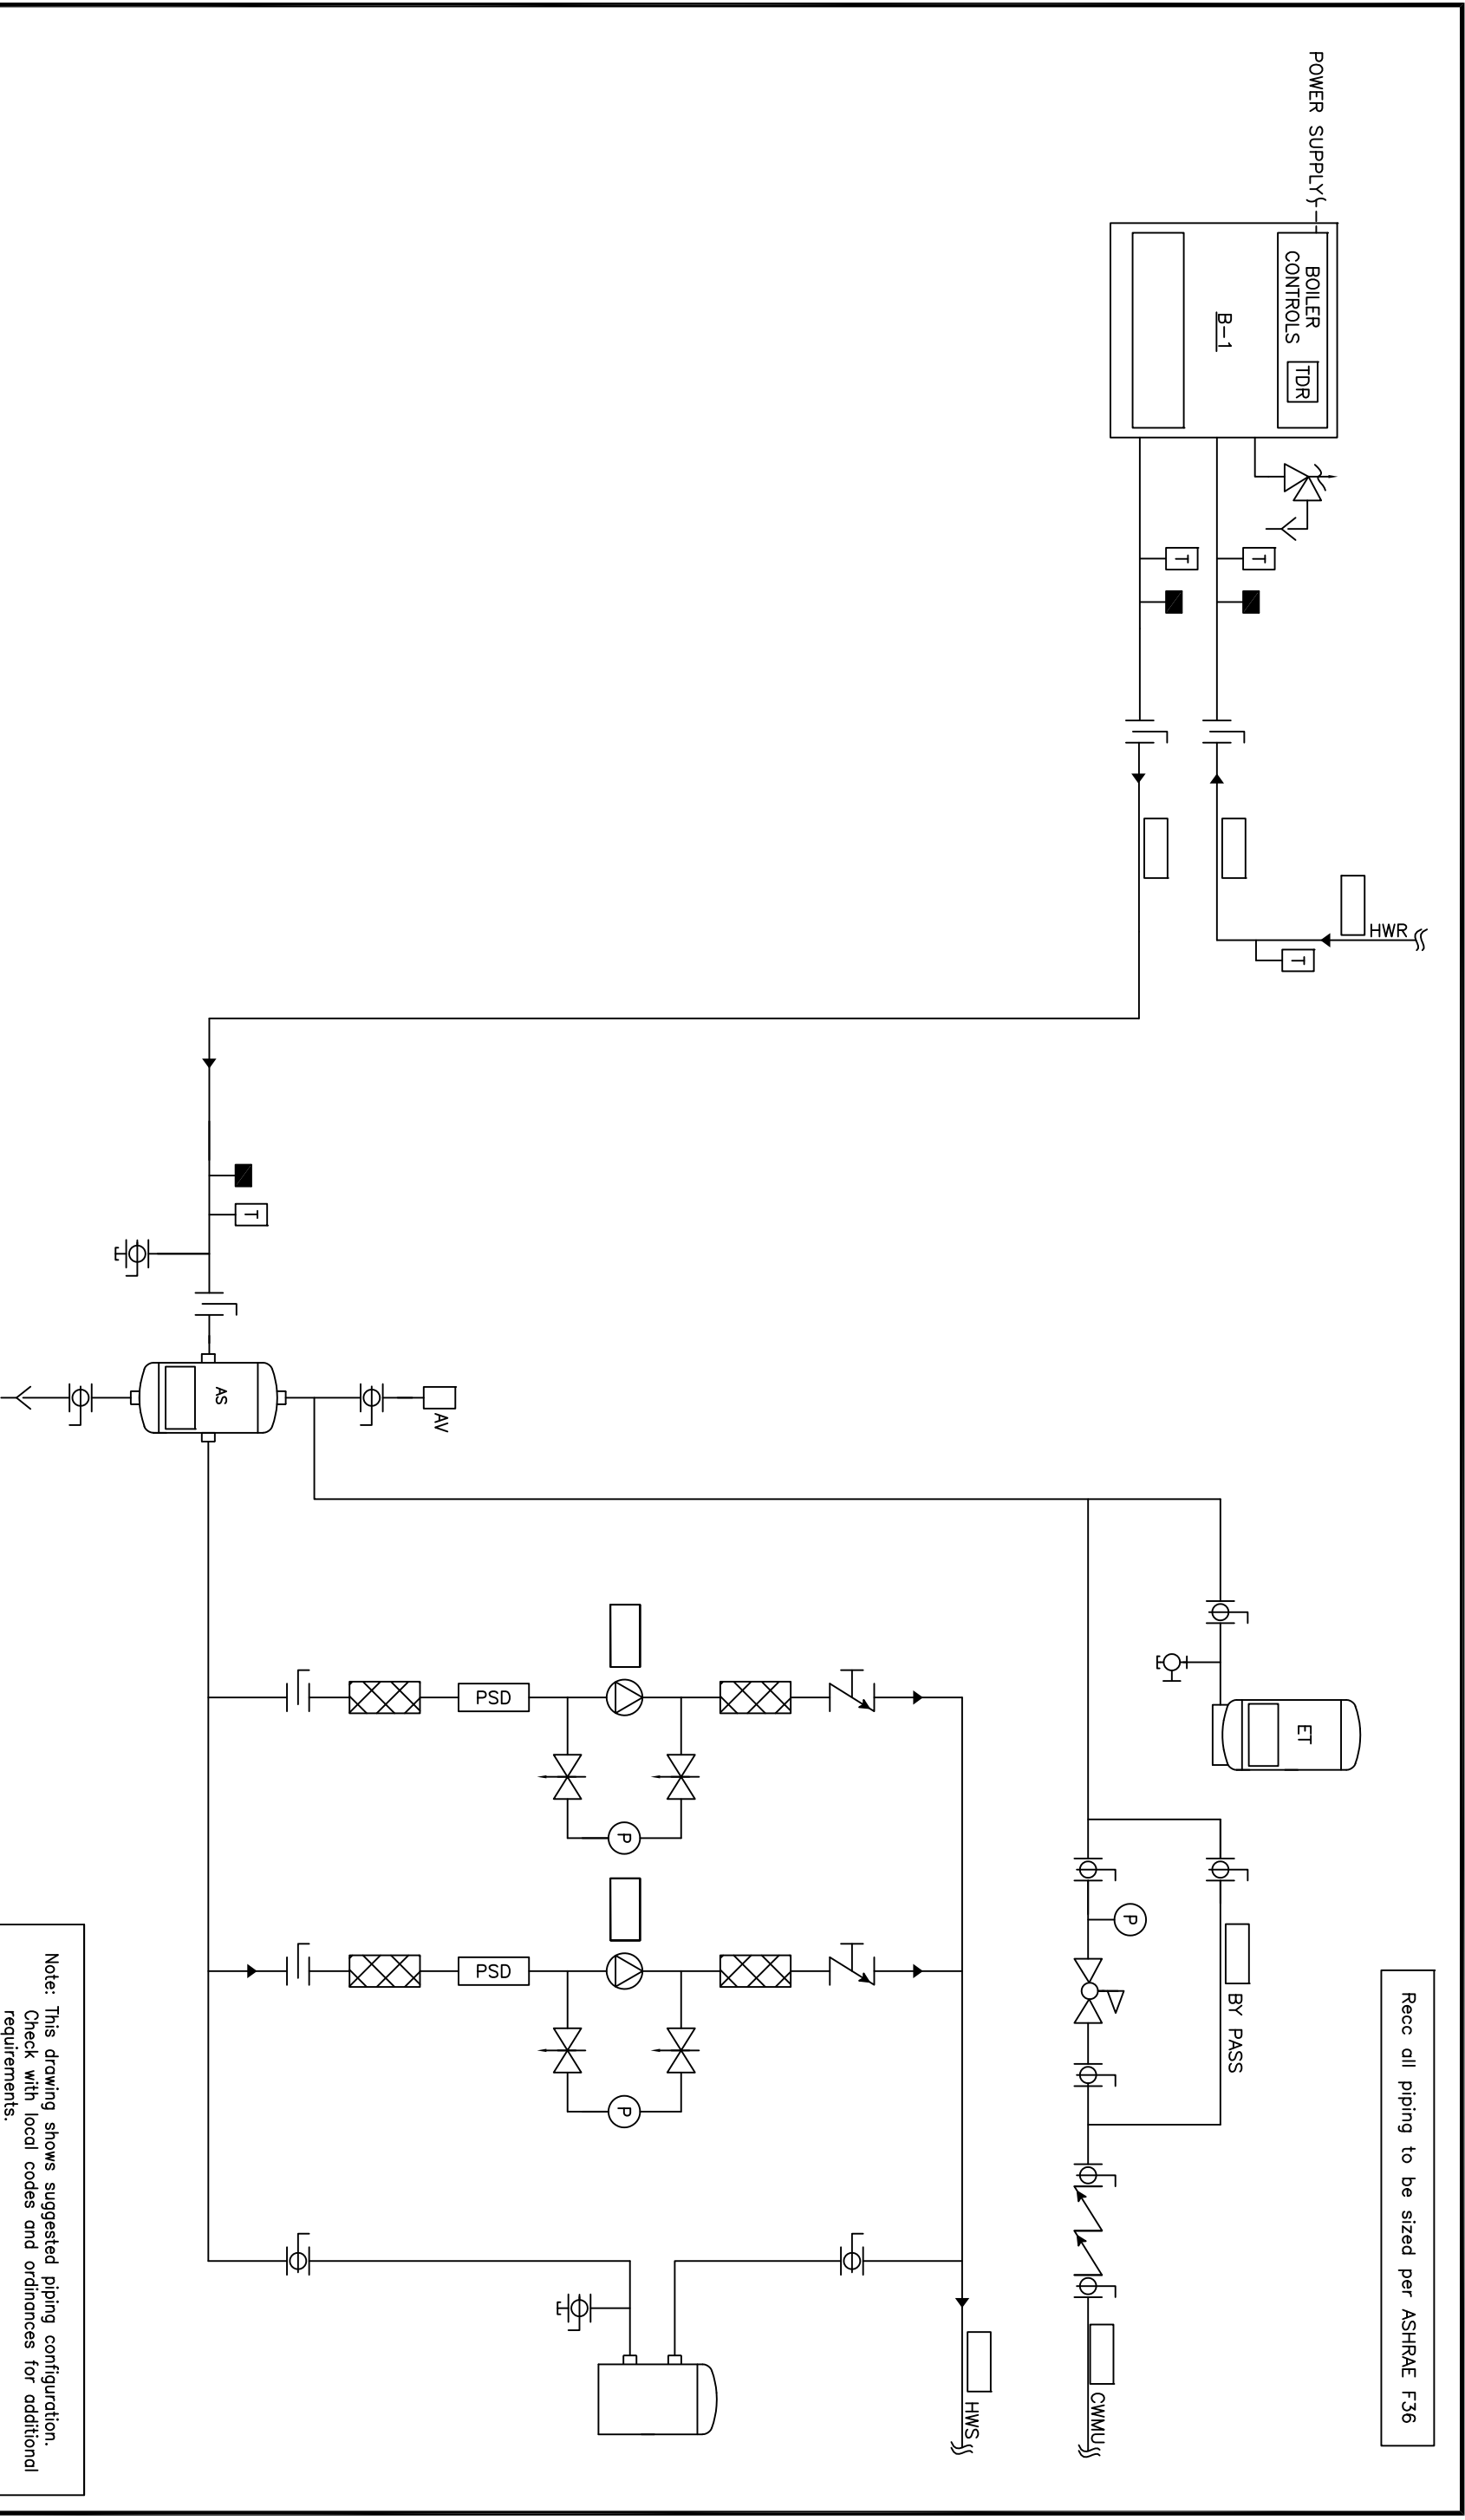 POWER SUPPLY
BOILER
CONTROLS
TDR
B-1
T
T
HWR
T
T
AS
AV
ET
PSD
P
PSD
P
P
BY PASS
CWMU
HWS
Recc all piping to be sized per ASHRAE F36
Note: This drawing shows suggested piping configuration.
Check with local codes and ordinances for additional
requirements.